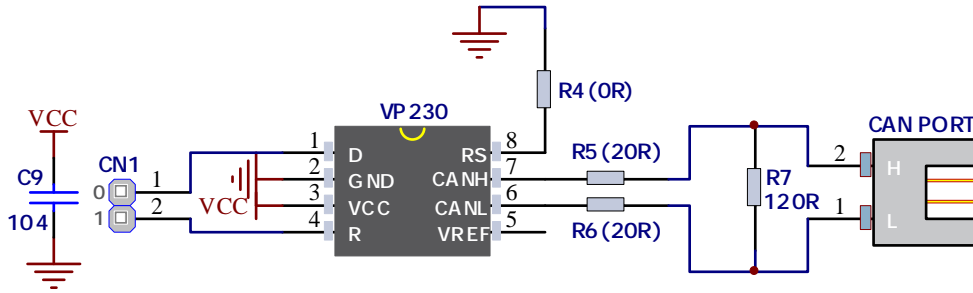 R4 (0R)
VP230
VCC
CAN PORT
C9
104
CN1
0
1
1
2
VCC
1
2
3
4
D
GND
VCC
R
RS
CANH
CANL
VREF
8
7
6
5
R5 (20R)
R6 (20R)
R7
120R
2
1
H
L